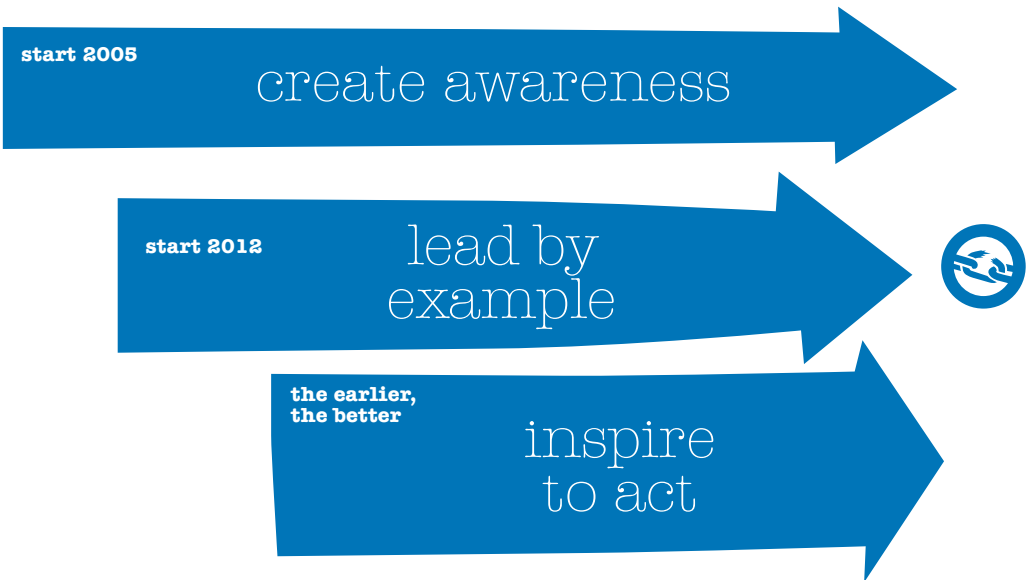 start 2005
create awareness
start 2012
lead by
example
the earlier,
the better
inspire
to act